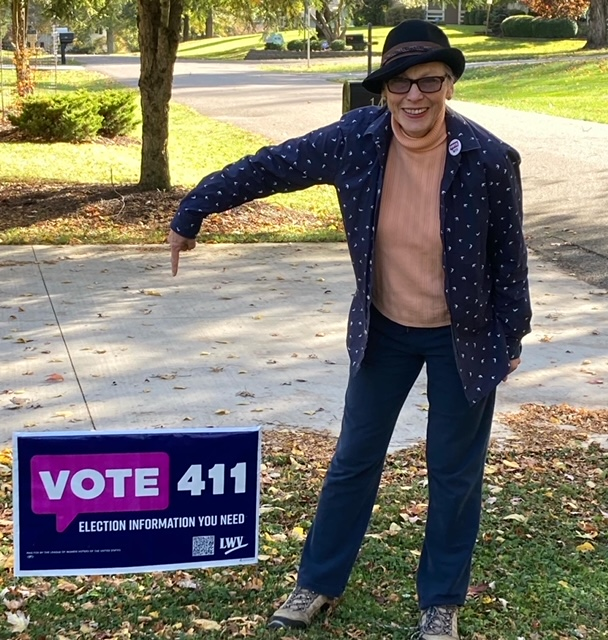 VOTE 411
ELECTION INFORMATION YOU NEED
LWV